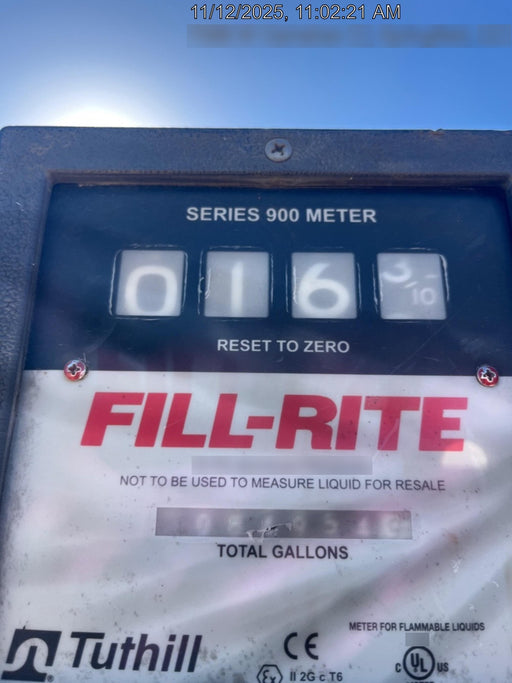 11/12/2025, 11:02:21 AM
SERIES 900 METER
0 1 6 /10
RESET TO ZERO
FILL-RITE
NOT TO BE USED TO MEASURE LIQUID FOR RESALE
TOTAL GALLONS
METER FOR FLAMMABLE LIQUIDS
Tuthill CE C UL US
Ex II 2G c T6